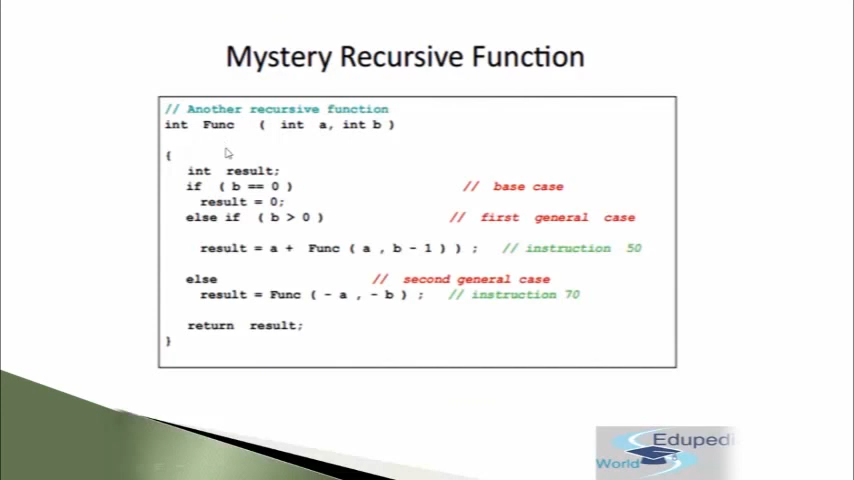 Mystery Recursive Function
// Another recursive function
int Func ( int a, int b )
{
int result;
if ( b == 0 ) // base case
result = 0;
else if ( b > 0 ) // first general case
result = a + Func ( a , b - 1 ) ) ; // instruction 50
else // second general case
result = Func ( - a , - b ) ; // instruction 70
return result;
}
Edupedi
World